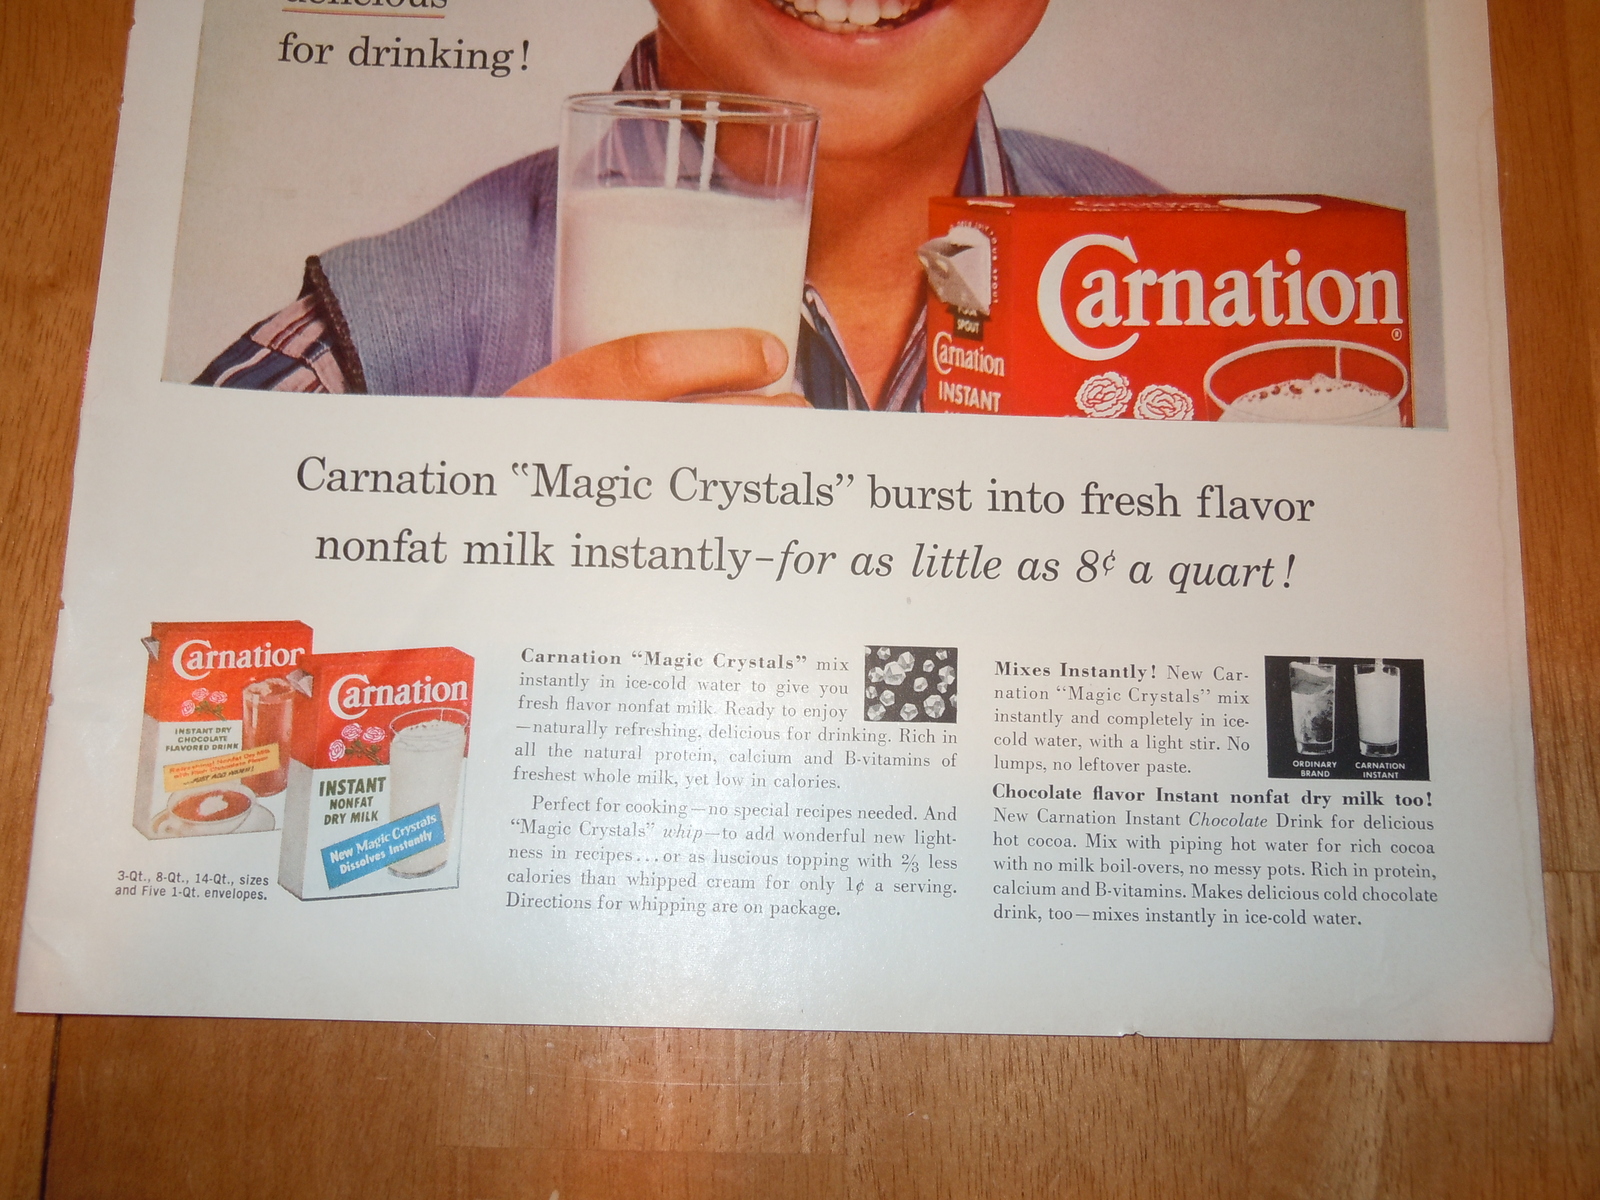 delicious
for drinking!
Carnation
®
POUR
SPOUT
Carnation
INSTANT
Carnation "Magic Crystals" burst into fresh flavor
nonfat milk instantly–for as little as 8¢ a quart!
Carnation
INSTANT DRY
CHOCOLATE
FLAVORED DRINK
...JUST ADD WATER!
Carnation
INSTANT
NONFAT
DRY MILK
New Magic Crystals
Dissolves Instantly
3-Qt., 8-Qt., 14-Qt., sizes
and Five 1-Qt. envelopes.
Carnation "Magic Crystals" mix
instantly in ice-cold water to give you
fresh flavor nonfat milk. Ready to enjoy
—naturally refreshing, delicious for drinking. Rich in
all the natural protein, calcium and B-vitamins of
freshest whole milk, yet low in calories.
Perfect for cooking—no special recipes needed. And
"Magic Crystals" whip—to add wonderful new light-
ness in recipes...or as luscious topping with ⅔ less
calories than whipped cream for only 1¢ a serving.
Directions for whipping are on package.
Mixes Instantly! New Car-
nation "Magic Crystals" mix
instantly and completely in ice-
cold water, with a light stir. No
lumps, no leftover paste.
ORDINARY
BRAND
CARNATION
INSTANT
Chocolate flavor Instant nonfat dry milk too!
New Carnation Instant Chocolate Drink for delicious
hot cocoa. Mix with piping hot water for rich cocoa
with no milk boil-overs, no messy pots. Rich in protein,
calcium and B-vitamins. Makes delicious cold chocolate
drink, too—mixes instantly in ice-cold water.